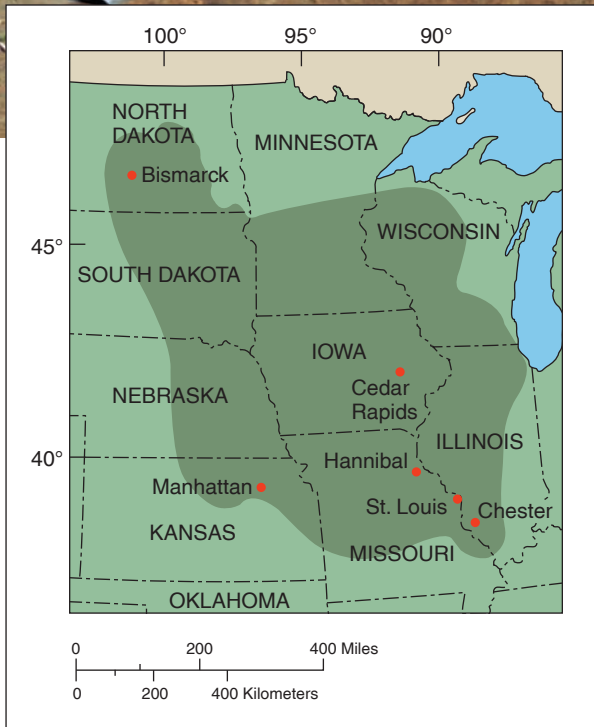 100° 95° 90°
NORTH
DAKOTA
MINNESOTA
Bismarck
WISCONSIN
45°
SOUTH DAKOTA
IOWA
Cedar
Rapids
NEBRASKA
ILLINOIS
40°
Hannibal
Manhattan
St. Louis
Chester
KANSAS
MISSOURI
OKLAHOMA
0 200 400 Miles
0 200 400 Kilometers